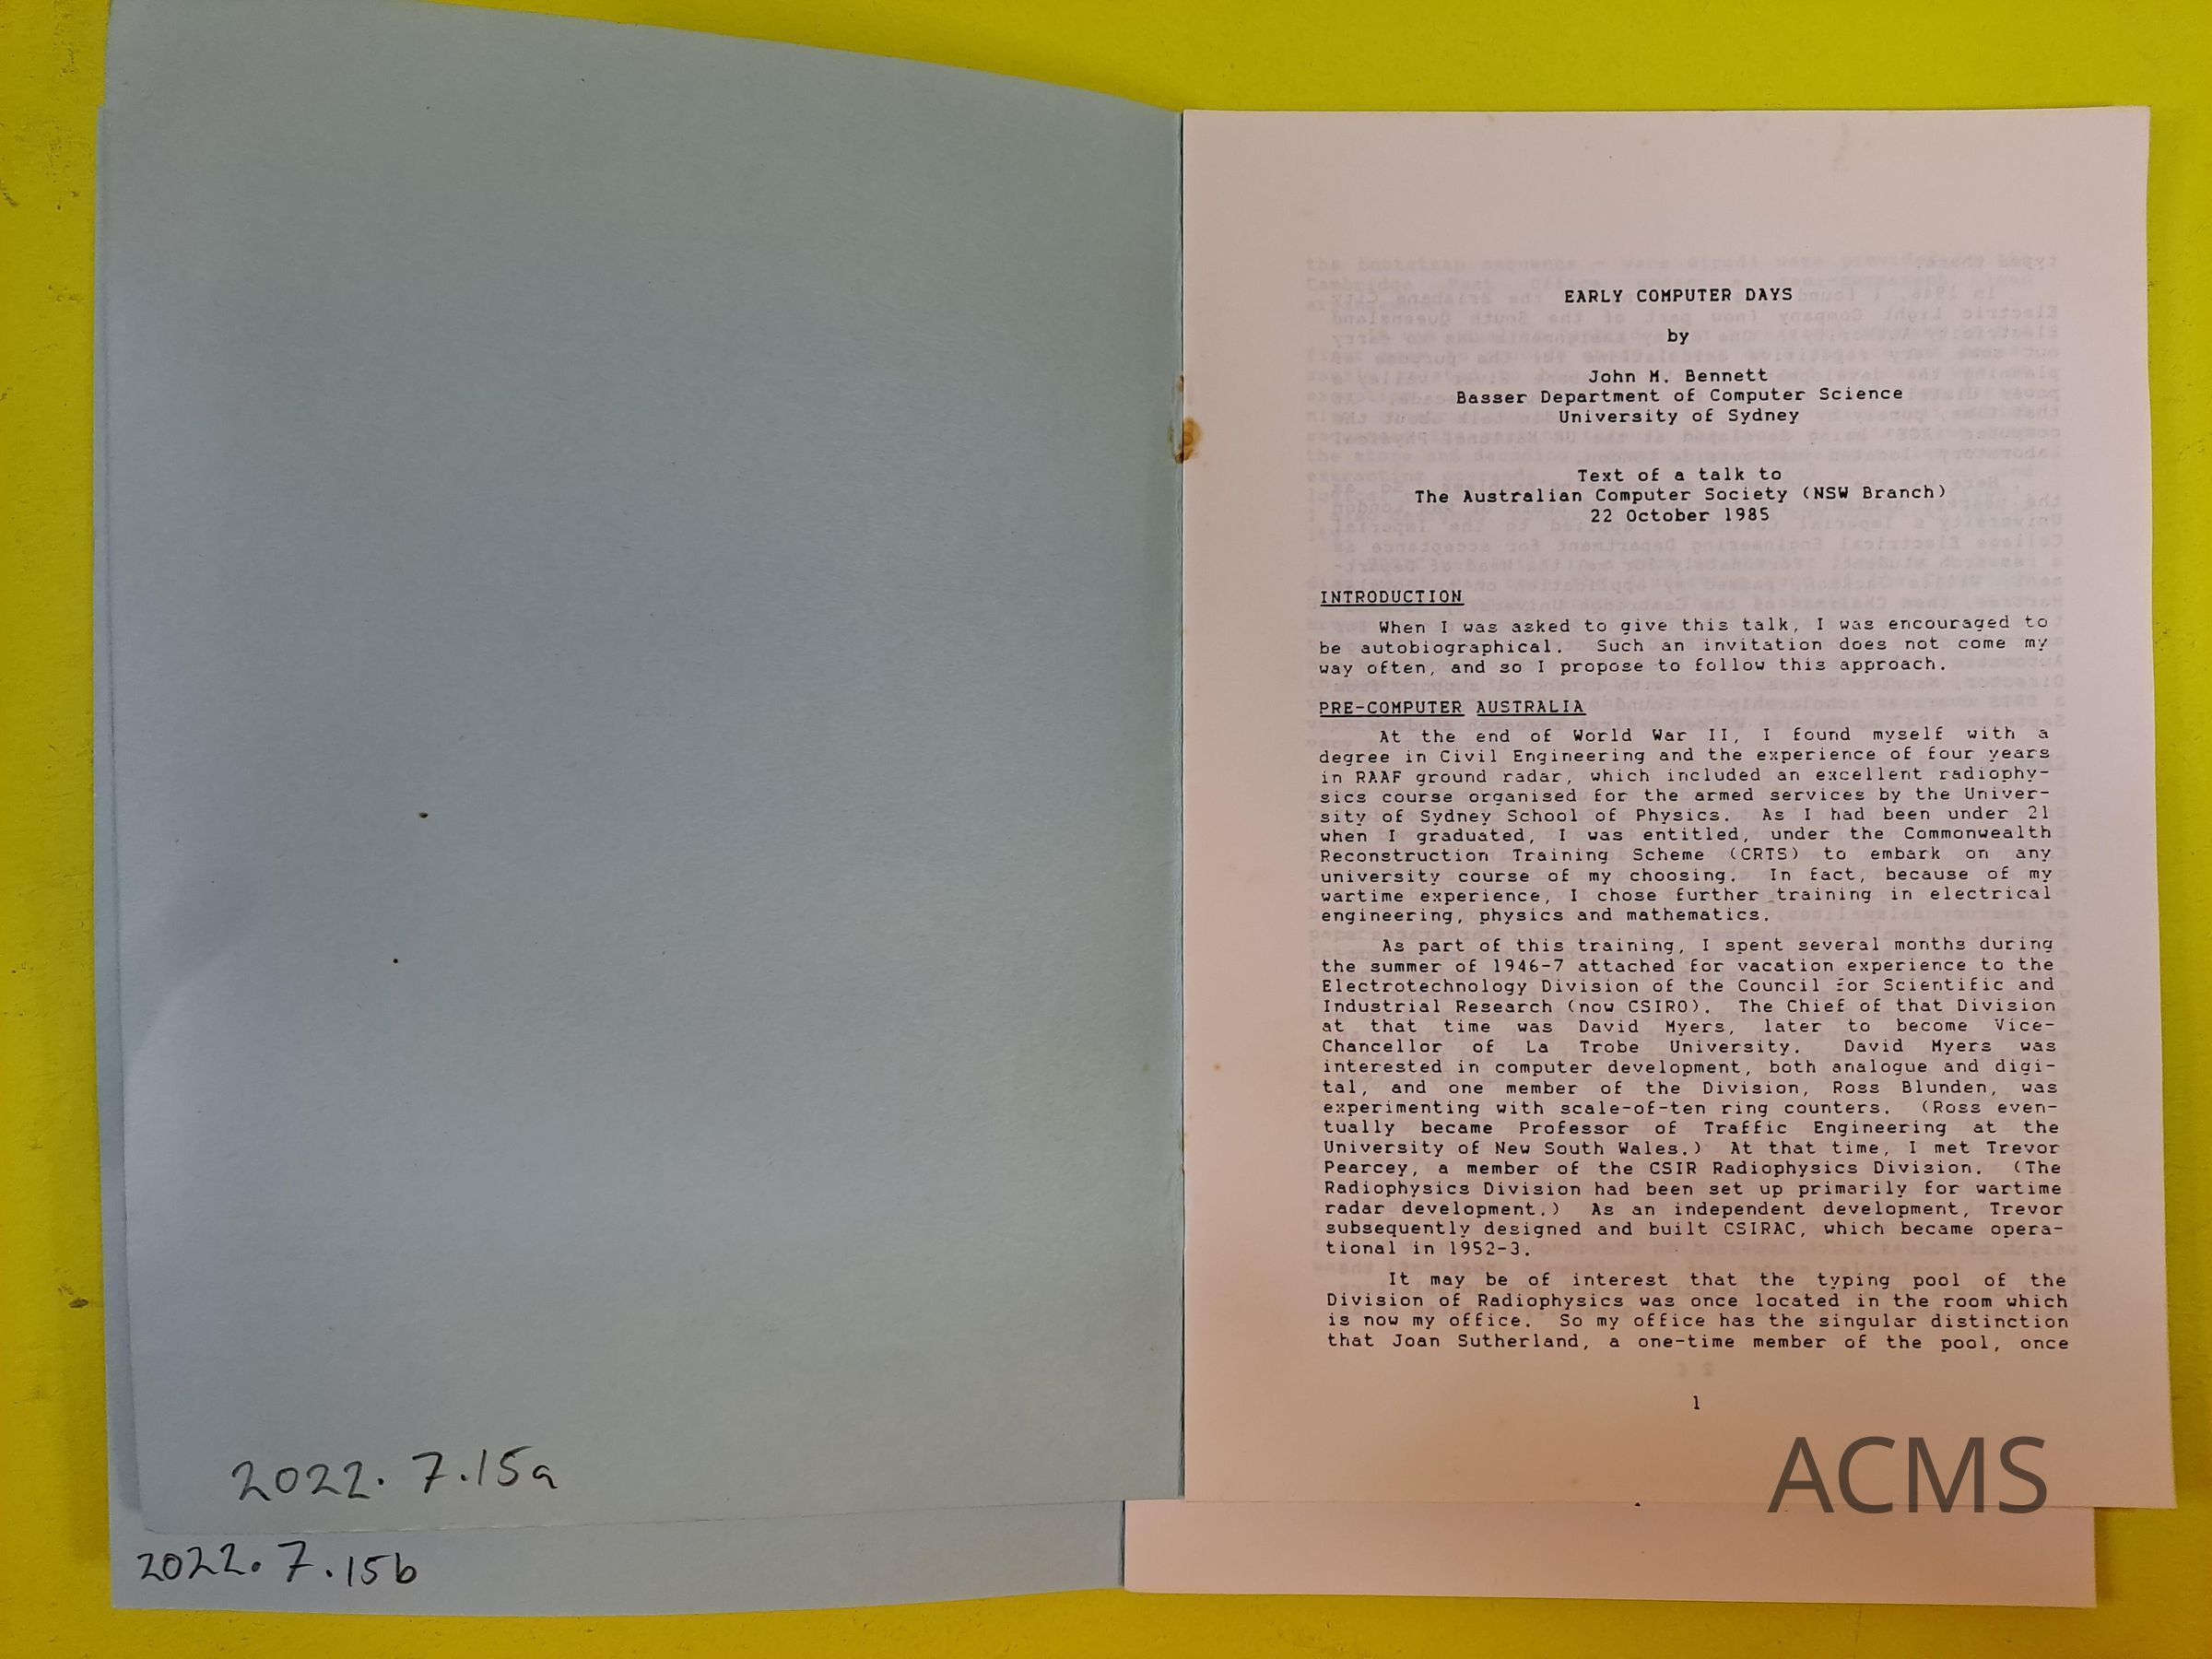 EARLY COMPUTER DAYS
by
John M. Bennett
Basser Department of Computer Science
University of Sydney
Text of a talk to
The Australian Computer Society (NSW Branch)
22 October 1985
INTRODUCTION
When I was asked to give this talk, I was encouraged to
be autobiographical. Such an invitation does not come my
way often, and so I propose to follow this approach.
PRE-COMPUTER AUSTRALIA
At the end of World War II, I found myself with a
degree in Civil Engineering and the experience of four years
in RAAF ground radar, which included an excellent radiophy-
sics course organised for the armed services by the Univer-
sity of Sydney School of Physics. As I had been under 21
when I graduated, I was entitled, under the Commonwealth
Reconstruction Training Scheme (CRTS) to embark on any
university course of my choosing. In fact, because of my
wartime experience, I chose further training in electrical
engineering, physics and mathematics.
As part of this training, I spent several months during
the summer of 1946-7 attached for vacation experience to the
Electrotechnology Division of the Council for Scientific and
Industrial Research (now CSIRO). The Chief of that Division
at that time was David Myers, later to become Vice-
Chancellor of La Trobe University. David Myers was
interested in computer development, both analogue and digi-
tal, and one member of the Division, Ross Blunden, was
experimenting with scale-of-ten ring counters. (Ross even-
tually became Professor of Traffic Engineering at the
University of New South Wales.) At that time, I met Trevor
Pearcey, a member of the CSIR Radiophysics Division. (The
Radiophysics Division had been set up primarily for wartime
radar development.) As an independent development, Trevor
subsequently designed and built CSIRAC, which became opera-
tional in 1952-3.
It may be of interest that the typing pool of the
Division of Radiophysics was once located in the room which
is now my office. So my office has the singular distinction
that Joan Sutherland, a one-time member of the pool, once
1
2022.7.15a
2022.7.15b
ACMS